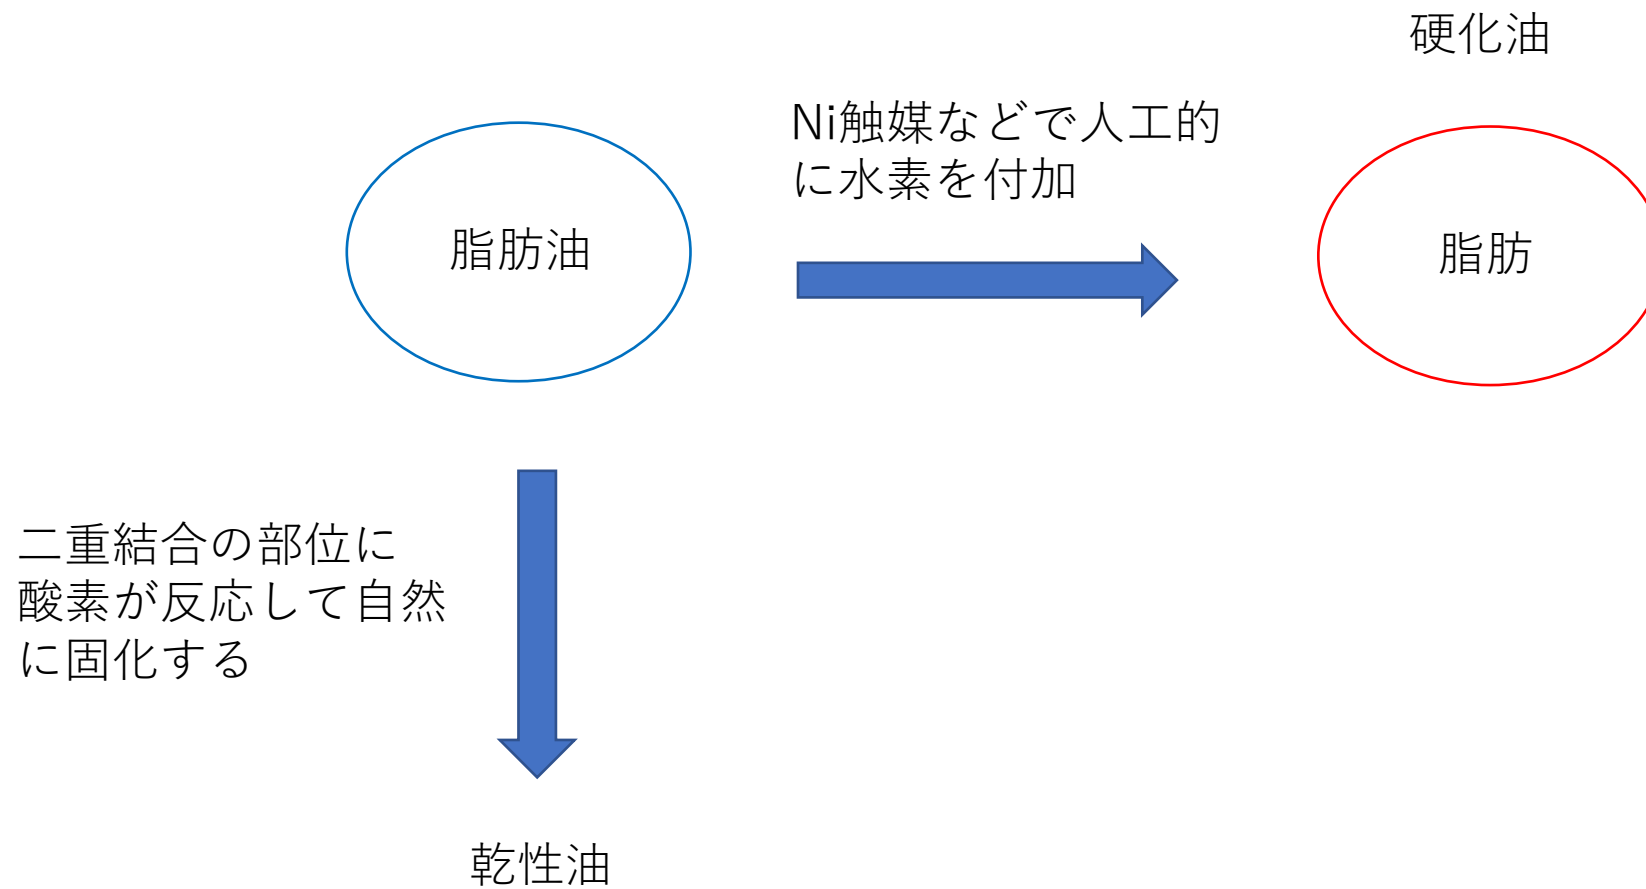 硬化油
Ni触媒などで人工的
に水素を付加
脂肪油
脂肪
二重結合の部位に
酸素が反応して自然
に固化する
乾性油